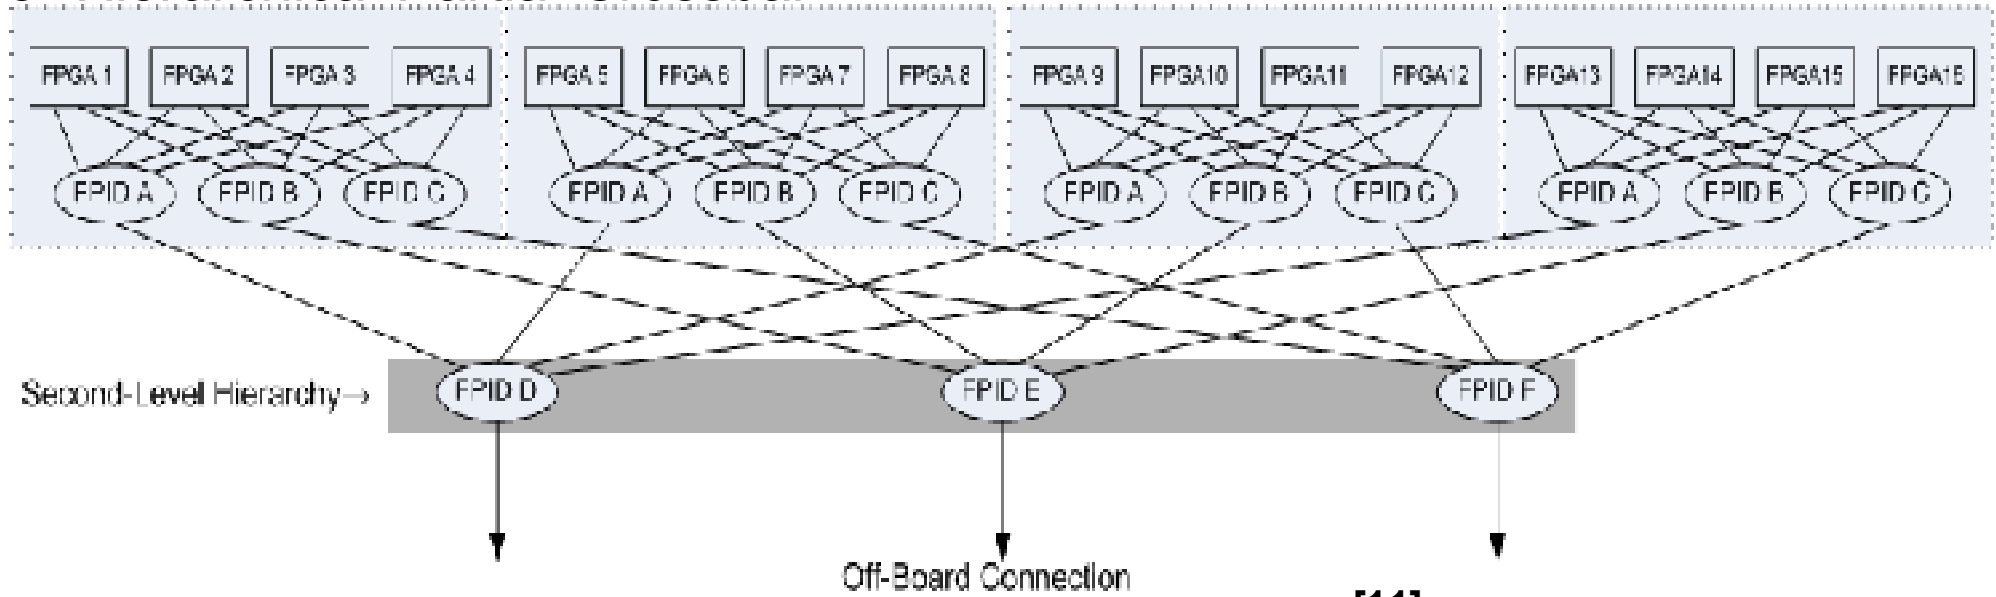 FPGA 1 FPGA 2 FPGA 3 FPGA 4 FPGA 5 FPGA 6 FPGA 7 FPGA 8 FPGA 9 FPGA10 FPGA11 FPGA12 FPGA13 FPGA14 FPGA15 FPGA16
FPID A FPID B FPID C FPID A FPID B FPID C FPID A FPID B FPID C FPID A FPID B FPID C
Second-Level Hierarchy→ FPID D FPID E FPID F
Off-Board Connection